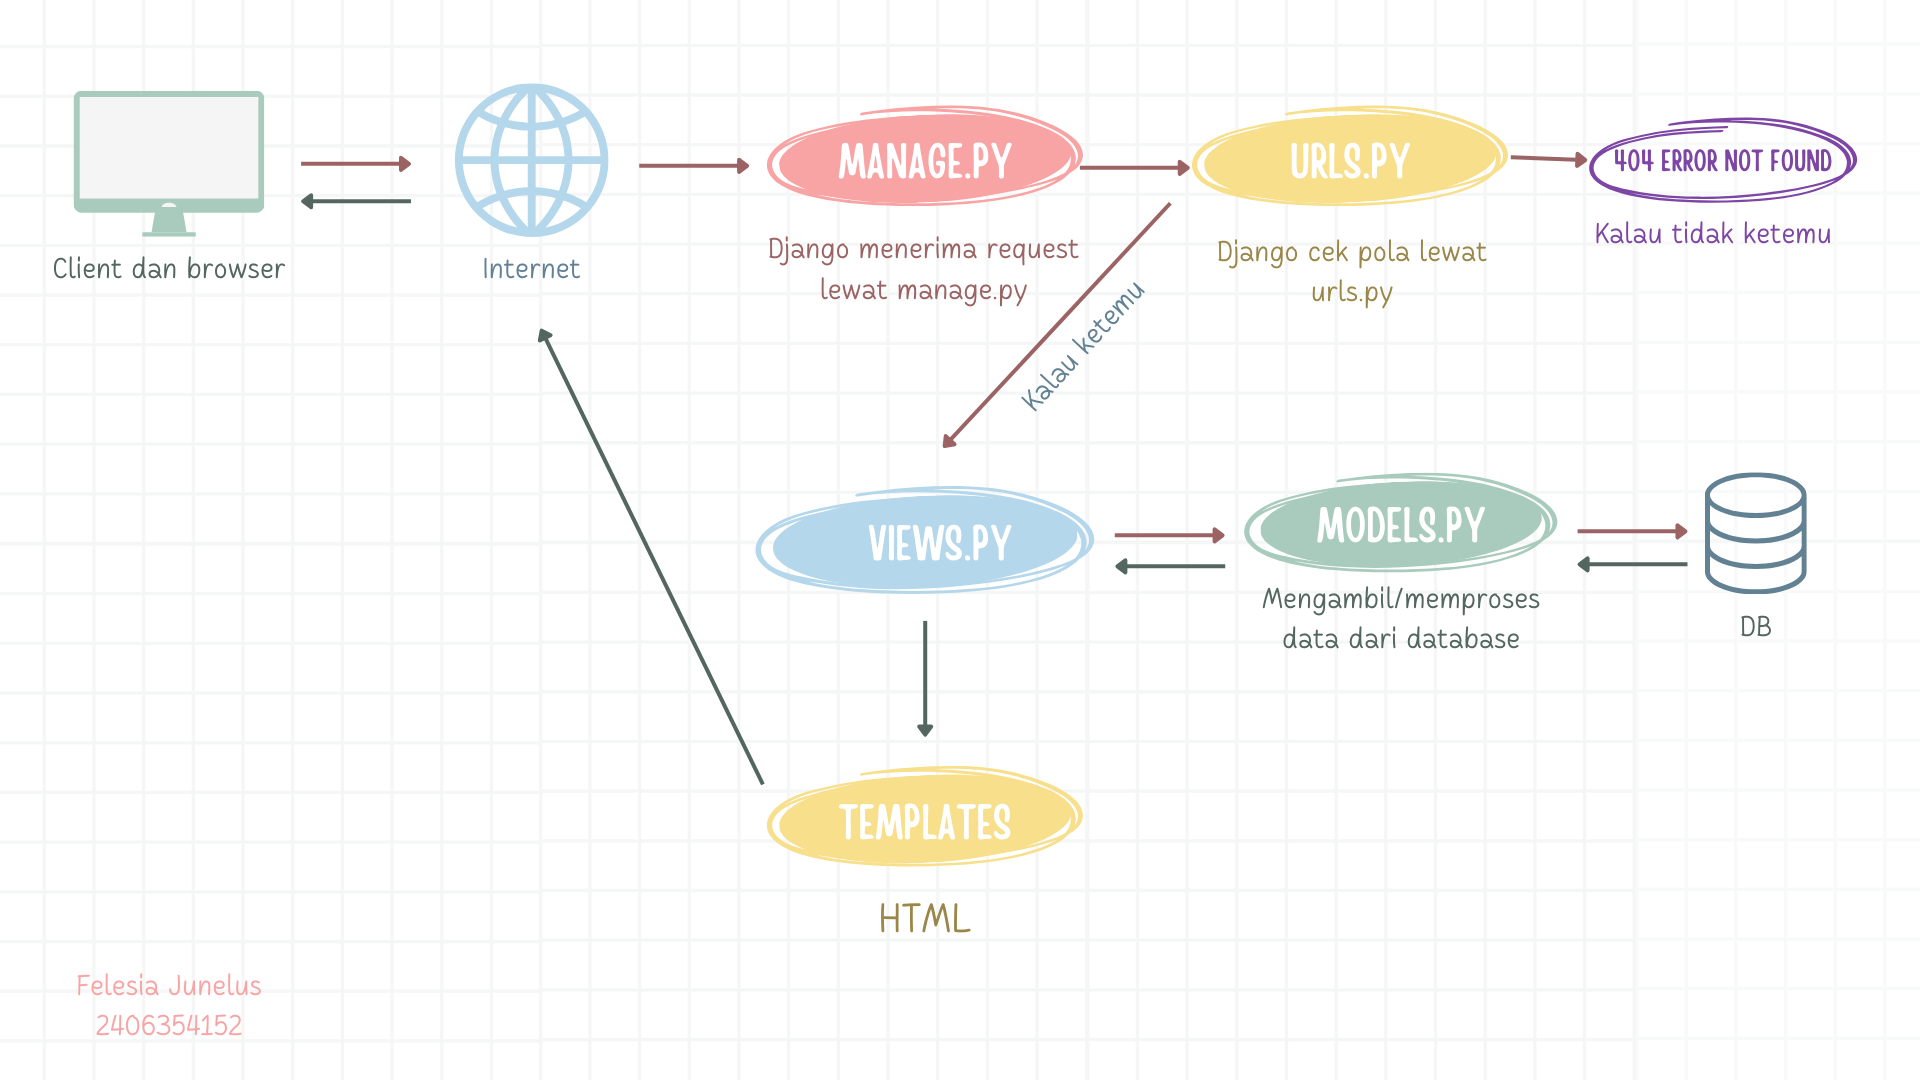 MANAGE.PY
URLS.PY
404 ERROR NOT FOUND
Client dan browser
Internet
Django menerima request
lewat manage.py
Django cek pola lewat
urls.py
Kalau tidak ketemu
Kalau ketemu
VIEWS.PY
MODELS.PY
Mengambil/memproses
data dari database
DB
TEMPLATES
HTML
Felesia Junelus
2406354152